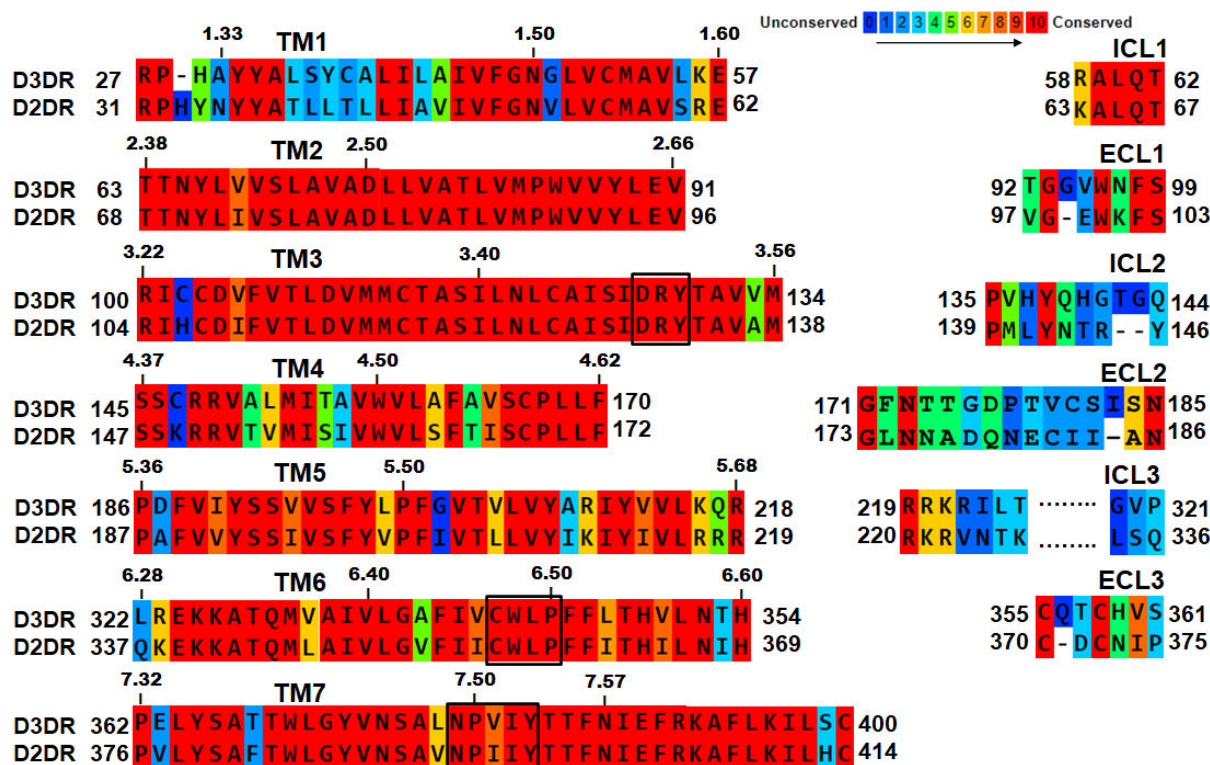 Unconserved 0 1 2 3 4 5 6 7 8 9 10 Conserved
TM1
1.33 1.50 1.60
D3DR 27 RP-HAYYALSYCALILAIVFGNGLVCMAVLKE 57
D2DR 31 RPHYNYYATLLTLLIAVIVFGNVLVCMAVSRE 62
ICL1
58 RALQT 62
63 KALQT 67
TM2
2.38 2.50 2.66
D3DR 63 TTNYLVVSLAVADLLVATLVMPWVVYLEV 91
D2DR 68 TTNYLIVSLAVADLLVATLVMPWVVYLEV 96
ECL1
92 TGGVWNFS 99
97 VG-EWKFS 103
TM3
3.22 3.40 3.56
D3DR 100 RICCDVFVTLDVMMCTASILNLCAISIDRYTAVVM 134
D2DR 104 RIHCDIFVTLDVMMCTASILNLCAISIDRYTAVAM 138
ICL2
135 PVHYQHGTGQ 144
139 PMLYNTR--Y 146
TM4
4.37 4.50 4.62
D3DR 145 SSCRRVALMITAVWVLAFAVSCPLLF 170
D2DR 147 SSKRRVTVMISIVWVLSFTISCPLLF 172
ECL2
171 GFNTTGDPTVCSISN 185
173 GLNNADQNECII-AN 186
TM5
5.36 5.50 5.68
D3DR 186 PDFVIYSSVVSFYLPFGVTVLVYARIYVVLKQR 218
D2DR 187 PAFVVYSSIVSFYVPFIVTLLVYIKIYIVLRRR 219
ICL3
219 RRKRILT ........ GVP 321
220 RKRVNTK ........ LSQ 336
TM6
6.28 6.40 6.50 6.60
D3DR 322 LREKKATQMVAIVLGAFIVCWLPFFLTHVLNTH 354
D2DR 337 QKEKKATQMLAIVLGVFIICWLPFFITHILNIH 369
ECL3
355 CQTCHVS 361
370 C-DCNIP 375
TM7
7.32 7.50 7.57
D3DR 362 PELYSATTWLGYVNSALNPVIYTTFNIEFRKAFLKILSC 400
D2DR 376 PVLYSAFTWLGYVNSAVNPIIYTTFNIEFRKAFLKILHC 414